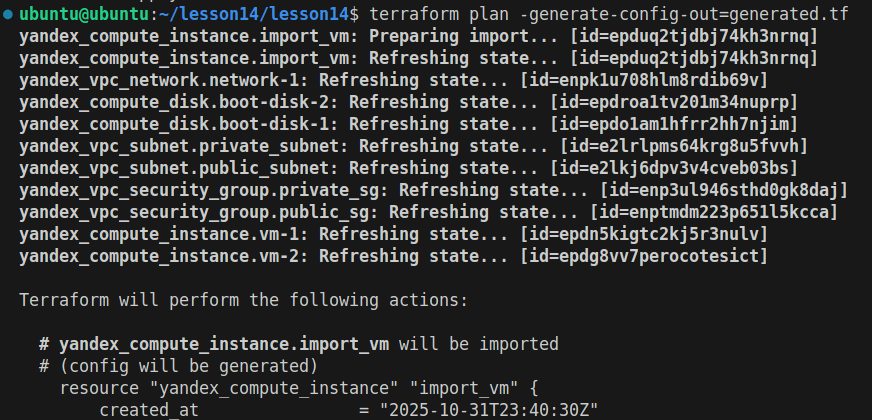 ubuntu@ubuntu:~/lesson14/lesson14$ terraform plan -generate-config-out=generated.tf
yandex_compute_instance.import_vm: Preparing import... [id=epduq2tjdbj74kh3nrnq]
yandex_compute_instance.import_vm: Refreshing state... [id=epduq2tjdbj74kh3nrnq]
yandex_vpc_network.network-1: Refreshing state... [id=enpk1u708hlm8rdib69v]
yandex_compute_disk.boot-disk-2: Refreshing state... [id=epdroa1tv201m34nuprp]
yandex_compute_disk.boot-disk-1: Refreshing state... [id=epdo1am1hfrr2hh7njim]
yandex_vpc_subnet.private_subnet: Refreshing state... [id=e2lrlpms64krg8u5fvvh]
yandex_vpc_subnet.public_subnet: Refreshing state... [id=e2lkj6dpv3v4cveb03bs]
yandex_vpc_security_group.private_sg: Refreshing state... [id=enp3ul946sthd0gk8daj]
yandex_vpc_security_group.public_sg: Refreshing state... [id=enptmdm223p651l5kcca]
yandex_compute_instance.vm-1: Refreshing state... [id=epdn5kigtc2kj5r3nulv]
yandex_compute_instance.vm-2: Refreshing state... [id=epdg8vv7perocotesict]
Terraform will perform the following actions:
# yandex_compute_instance.import_vm will be imported
# (config will be generated)
resource "yandex_compute_instance" "import_vm" {
created_at = "2025-10-31T23:40:30Z"